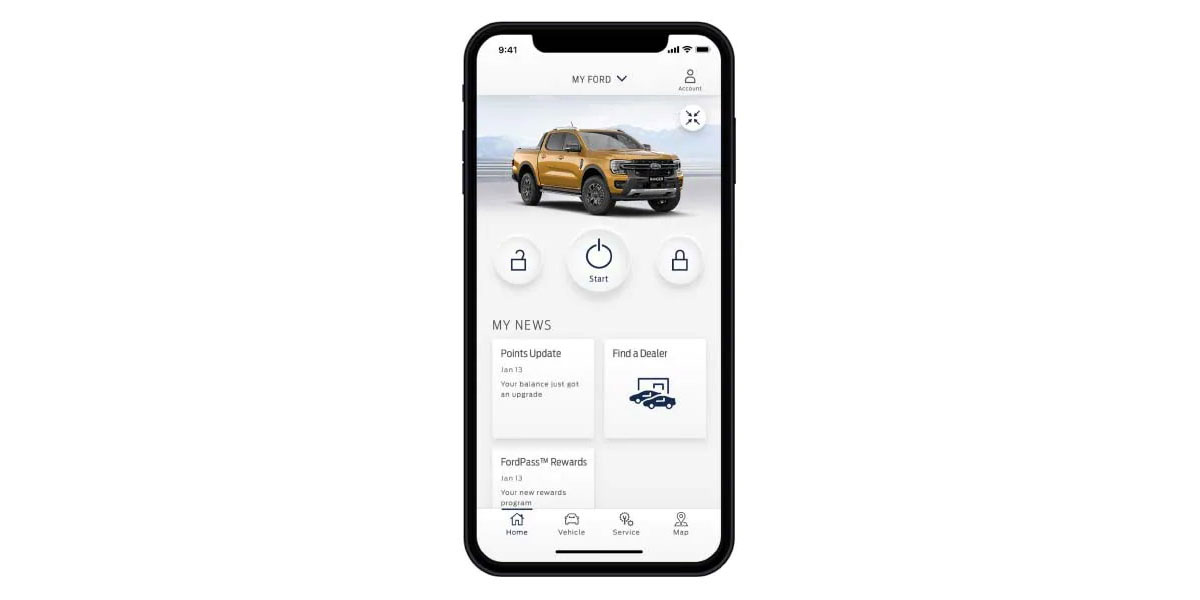 9:41
MY FORD
Account
RANGER
Start
MY NEWS
Points Update
Jan 13
Your balance just got
an upgrade
Find a Dealer
FordPass™ Rewards
Jan 13
Your new rewards
program
Home
Vehicle
Service
Map